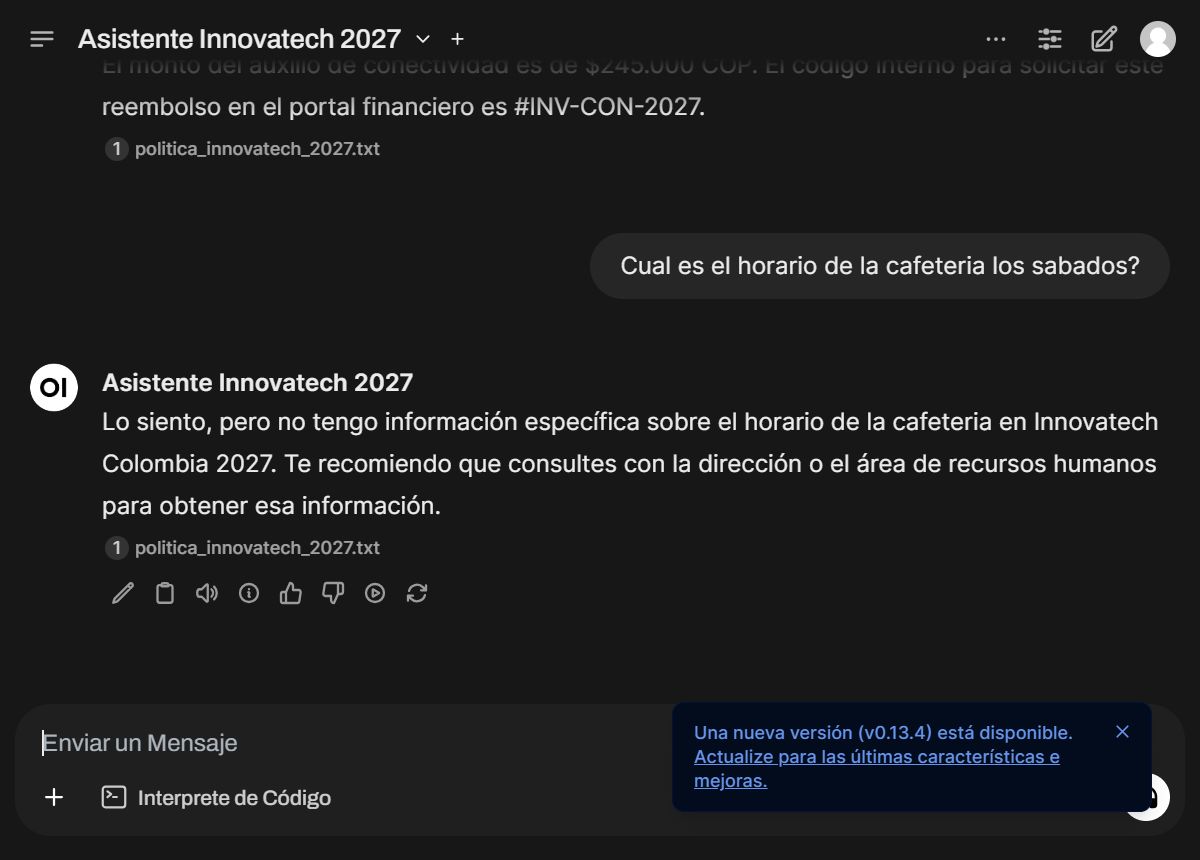 Asistente Innovatech 2027
El monto del auxilio de conectividad es de $245.000 COP. El código interno para solicitar este
reembolso en el portal financiero es #INV-CON-2027.
1 politica_innovatech_2027.txt
Cual es el horario de la cafeteria los sabados?
OI
Asistente Innovatech 2027
Lo siento, pero no tengo información específica sobre el horario de la cafeteria en Innovatech
Colombia 2027. Te recomiendo que consultes con la dirección o el área de recursos humanos
para obtener esa información.
1 politica_innovatech_2027.txt
Enviar un Mensaje
Una nueva versión (v0.13.4) está disponible.
Actualize para las últimas características e
mejoras.
Interprete de Código